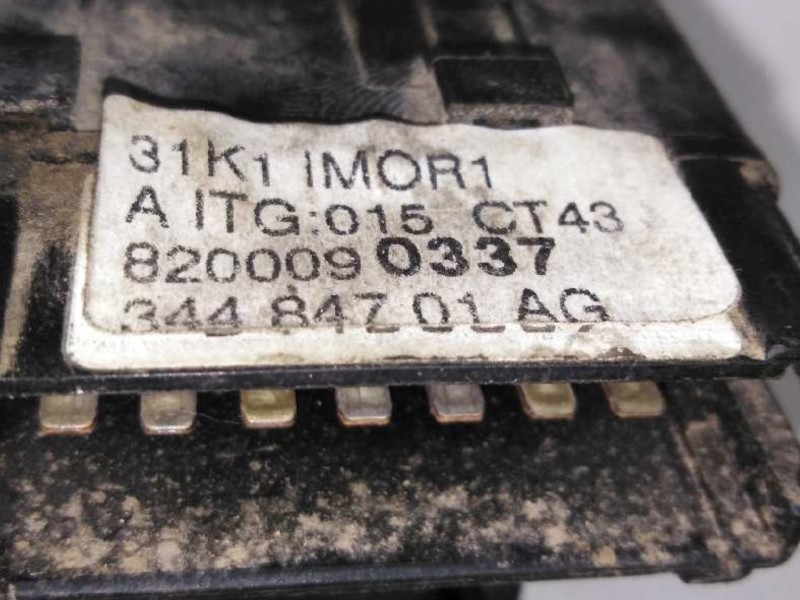 31K1 IMOR1
A ITG:015 CT43
8200090337
344 847 01 AG